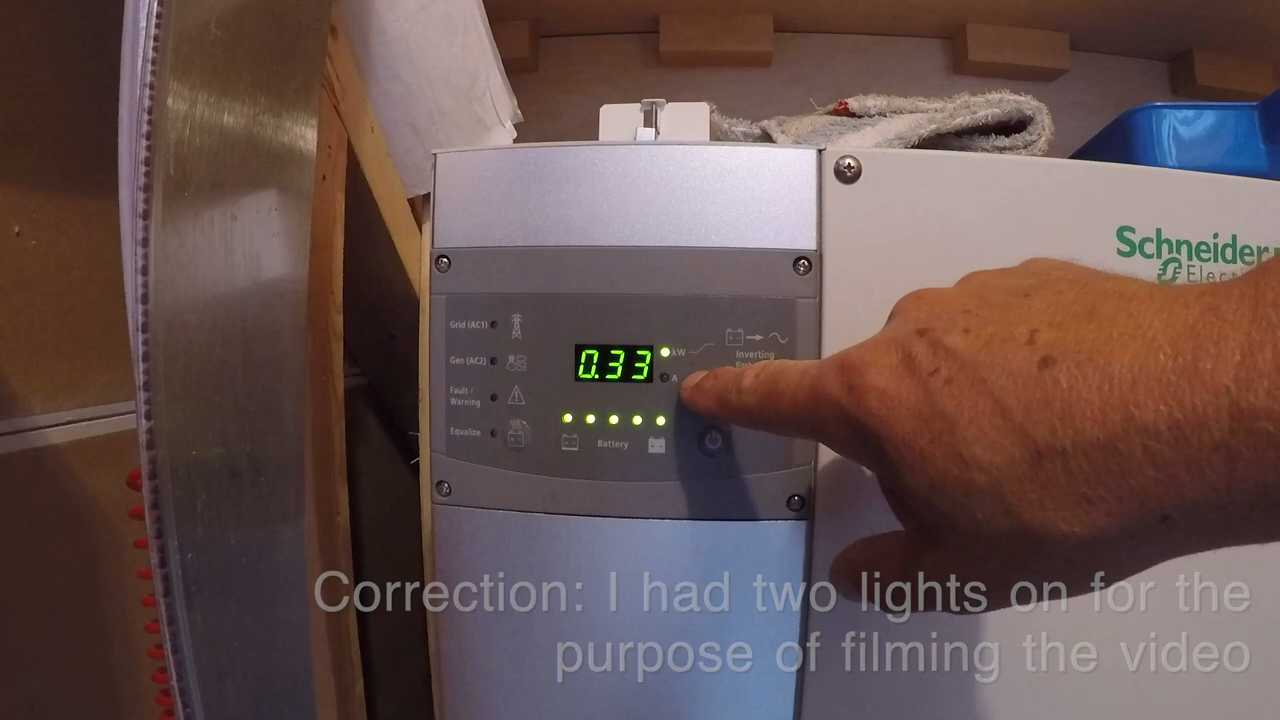 Schneider
Elect
Grid (AC1)
Gen (AC2)
Fault /
Warning
Equalize
0.33
kW
A
Inverting
Battery
Correction: I had two lights on for the
purpose of filming the video